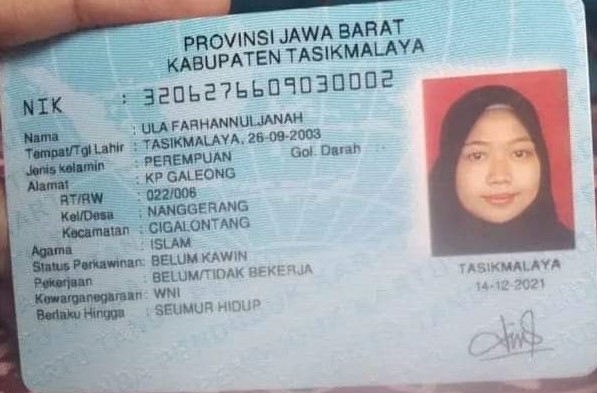 PROVINSI JAWA BARAT
KABUPATEN TASIKMALAYA
NIK : 3206276609030002
Nama : ULA FARHANNULJANAH
Tempat/Tgl Lahir : TASIKMALAYA, 26-09-2003
Jenis kelamin : PEREMPUAN Gol. Darah :
Alamat : KP GALEONG
RT/RW : 022/006
Kel/Desa : NANGGERANG
Kecamatan : CIGALONTANG
Agama : ISLAM
Status Perkawinan: BELUM KAWIN
Pekerjaan : BELUM/TIDAK BEKERJA
Kewarganegaraan: WNI
Berlaku Hingga : SEUMUR HIDUP
TASIKMALAYA
14-12-2021